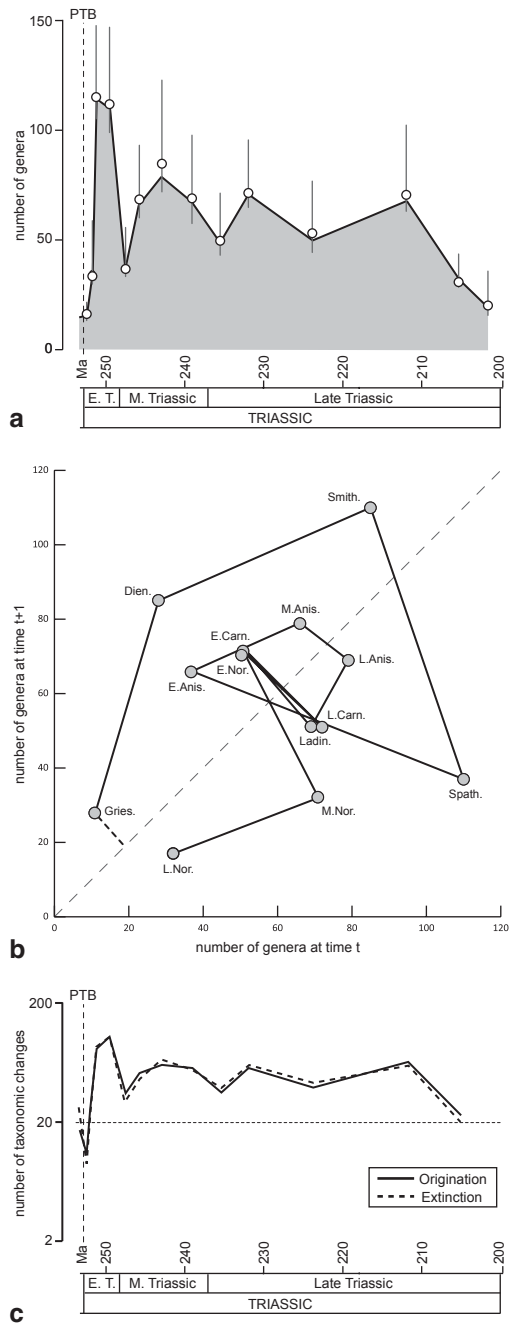 PTB
150
100
50
0
number of genera
Ma 250 240 230 220 210 200
E. T. M. Triassic Late Triassic
TRIASSIC
a
120
100
80
60
40
20
0
number of genera at time t+1
Smith.
Dien.
M.Anis.
E.Carn.
L.Anis.
E.Nor.
E.Anis.
L.Carn.
Ladin.
Spath.
Gries.
M.Nor.
L.Nor.
0 20 40 60 80 100 120
number of genera at time t
b
PTB
200
20
2
number of taxonomic changes
Origination
Extinction
Ma 250 240 230 220 210 200
E. T. M. Triassic Late Triassic
TRIASSIC
c